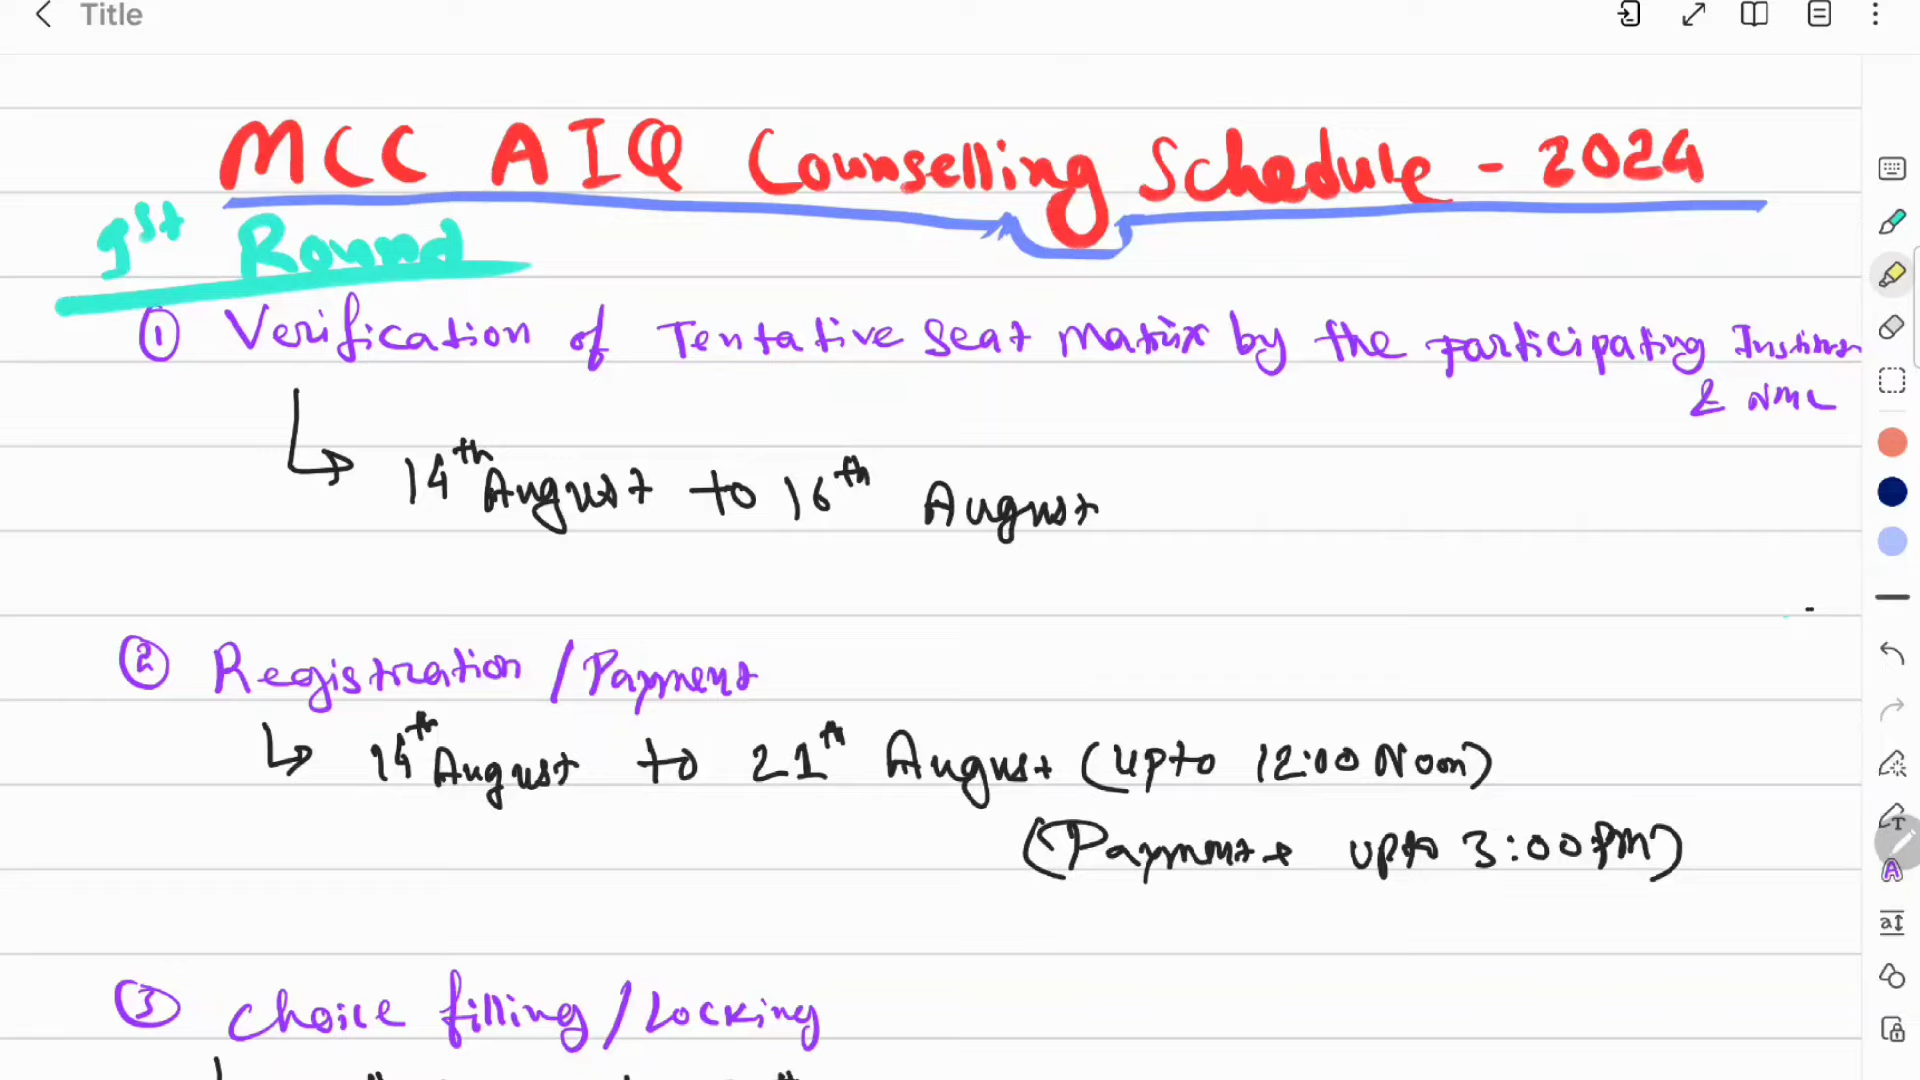 Title
MCC AIQ Counselling Schedule - 2024
1st Round
① Verification of Tentative Seat Matrix by the participating
& NMC
14th August to 16th August
② Registration / Payment
14th August to 21th August (upto 12:00 Noon)
(Payment upto 3:00 PM)
③ Choice filling / Locking